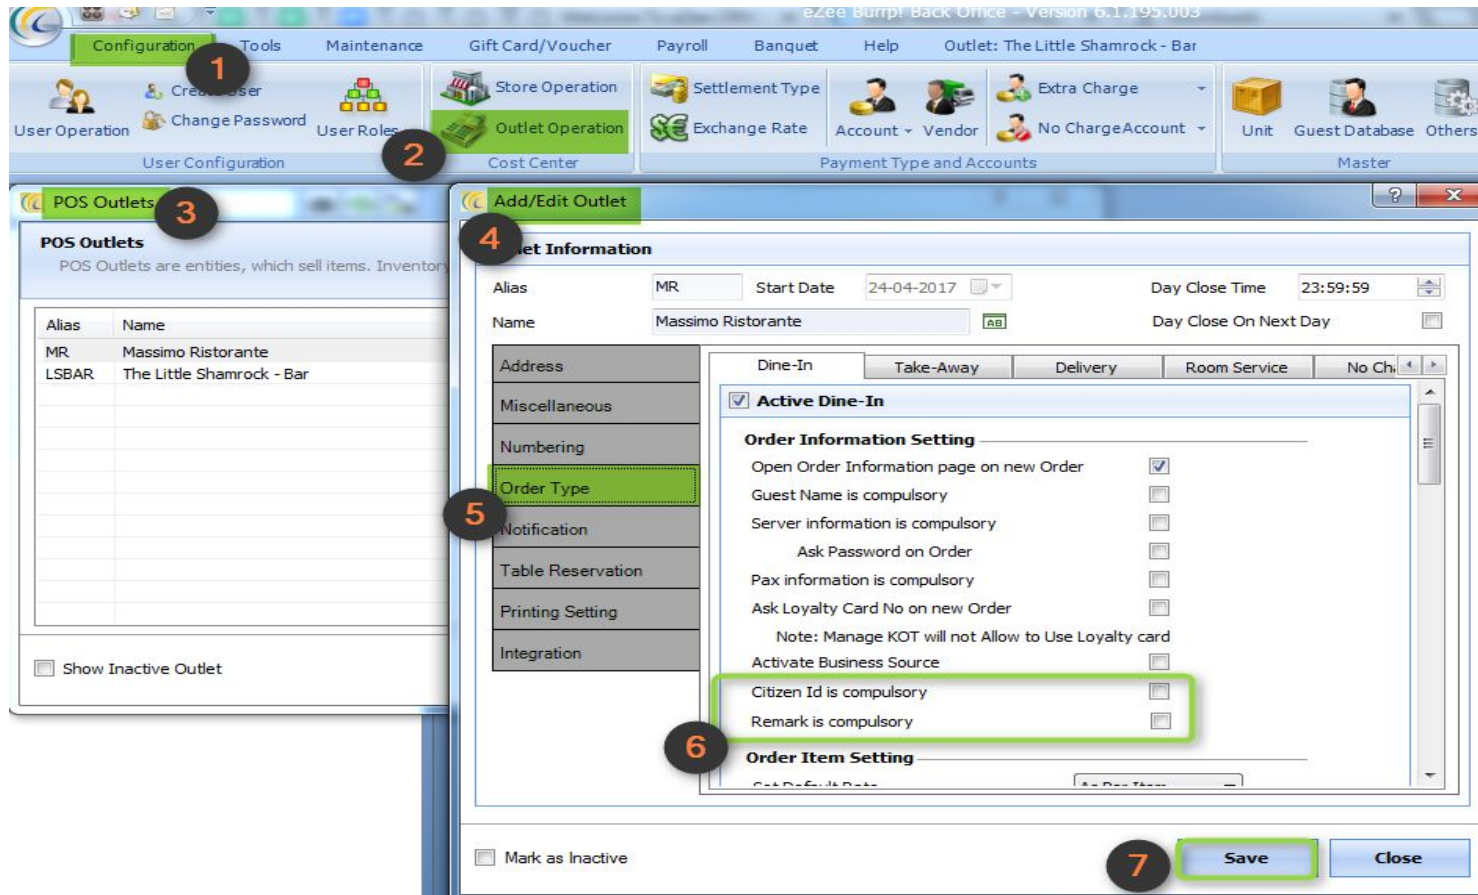 eZee Burrp! Back Office - Version 6.1.195.003
Configuration Tools Maintenance Gift Card/Voucher Payroll Banquet Help Outlet: The Little Shamrock - Bar
1
Create User Store Operation Settlement Type Extra Charge
User Operation Change Password User Roles Outlet Operation Exchange Rate Account Vendor No ChargeAccount Unit Guest Database Others
2
User Configuration Cost Center Payment Type and Accounts Master
POS Outlets
3
POS Outlets
POS Outlets are entities, which sell items. Inventory
Alias Name
MR Massimo Ristorante
LSBAR The Little Shamrock - Bar
Show Inactive Outlet
Add/Edit Outlet
4
Information
Alias MR Start Date 24-04-2017 Day Close Time 23:59:59
Name Massimo Ristorante AB Day Close On Next Day
Address
Miscellaneous
Numbering
Order Type
5
Notification
Table Reservation
Printing Setting
Integration
Dine-In Take-Away Delivery Room Service No Ch
Active Dine-In
Order Information Setting
Open Order Information page on new Order
Guest Name is compulsory
Server information is compulsory
Ask Password on Order
Pax information is compulsory
Ask Loyalty Card No on new Order
Note: Manage KOT will not Allow to Use Loyalty card
Activate Business Source
Citizen Id is compulsory
Remark is compulsory
6
Order Item Setting
Mark as Inactive
7
Save Close